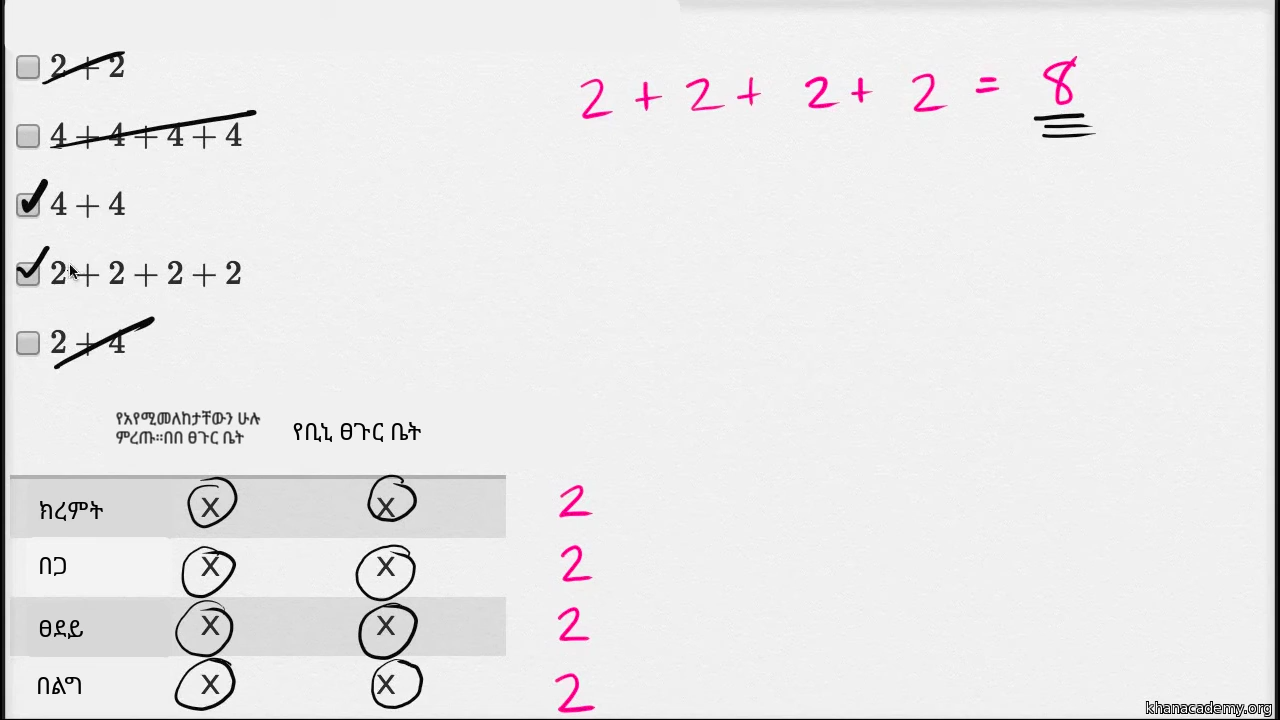 2 + 2
4 + 4 + 4 + 4
4 + 4
2 + 2 + 2 + 2
2 + 4
2 + 2 + 2 + 2 = 8
የአየሚመለከታቸውን ሁሉ
ምረጡ።በበ ፀጉር ቤት
የቢኒ ፀጉር ቤት
ክረምት x x 2
በጋ x x 2
ፀደይ x x 2
በልግ x x 2
khanacademy.org